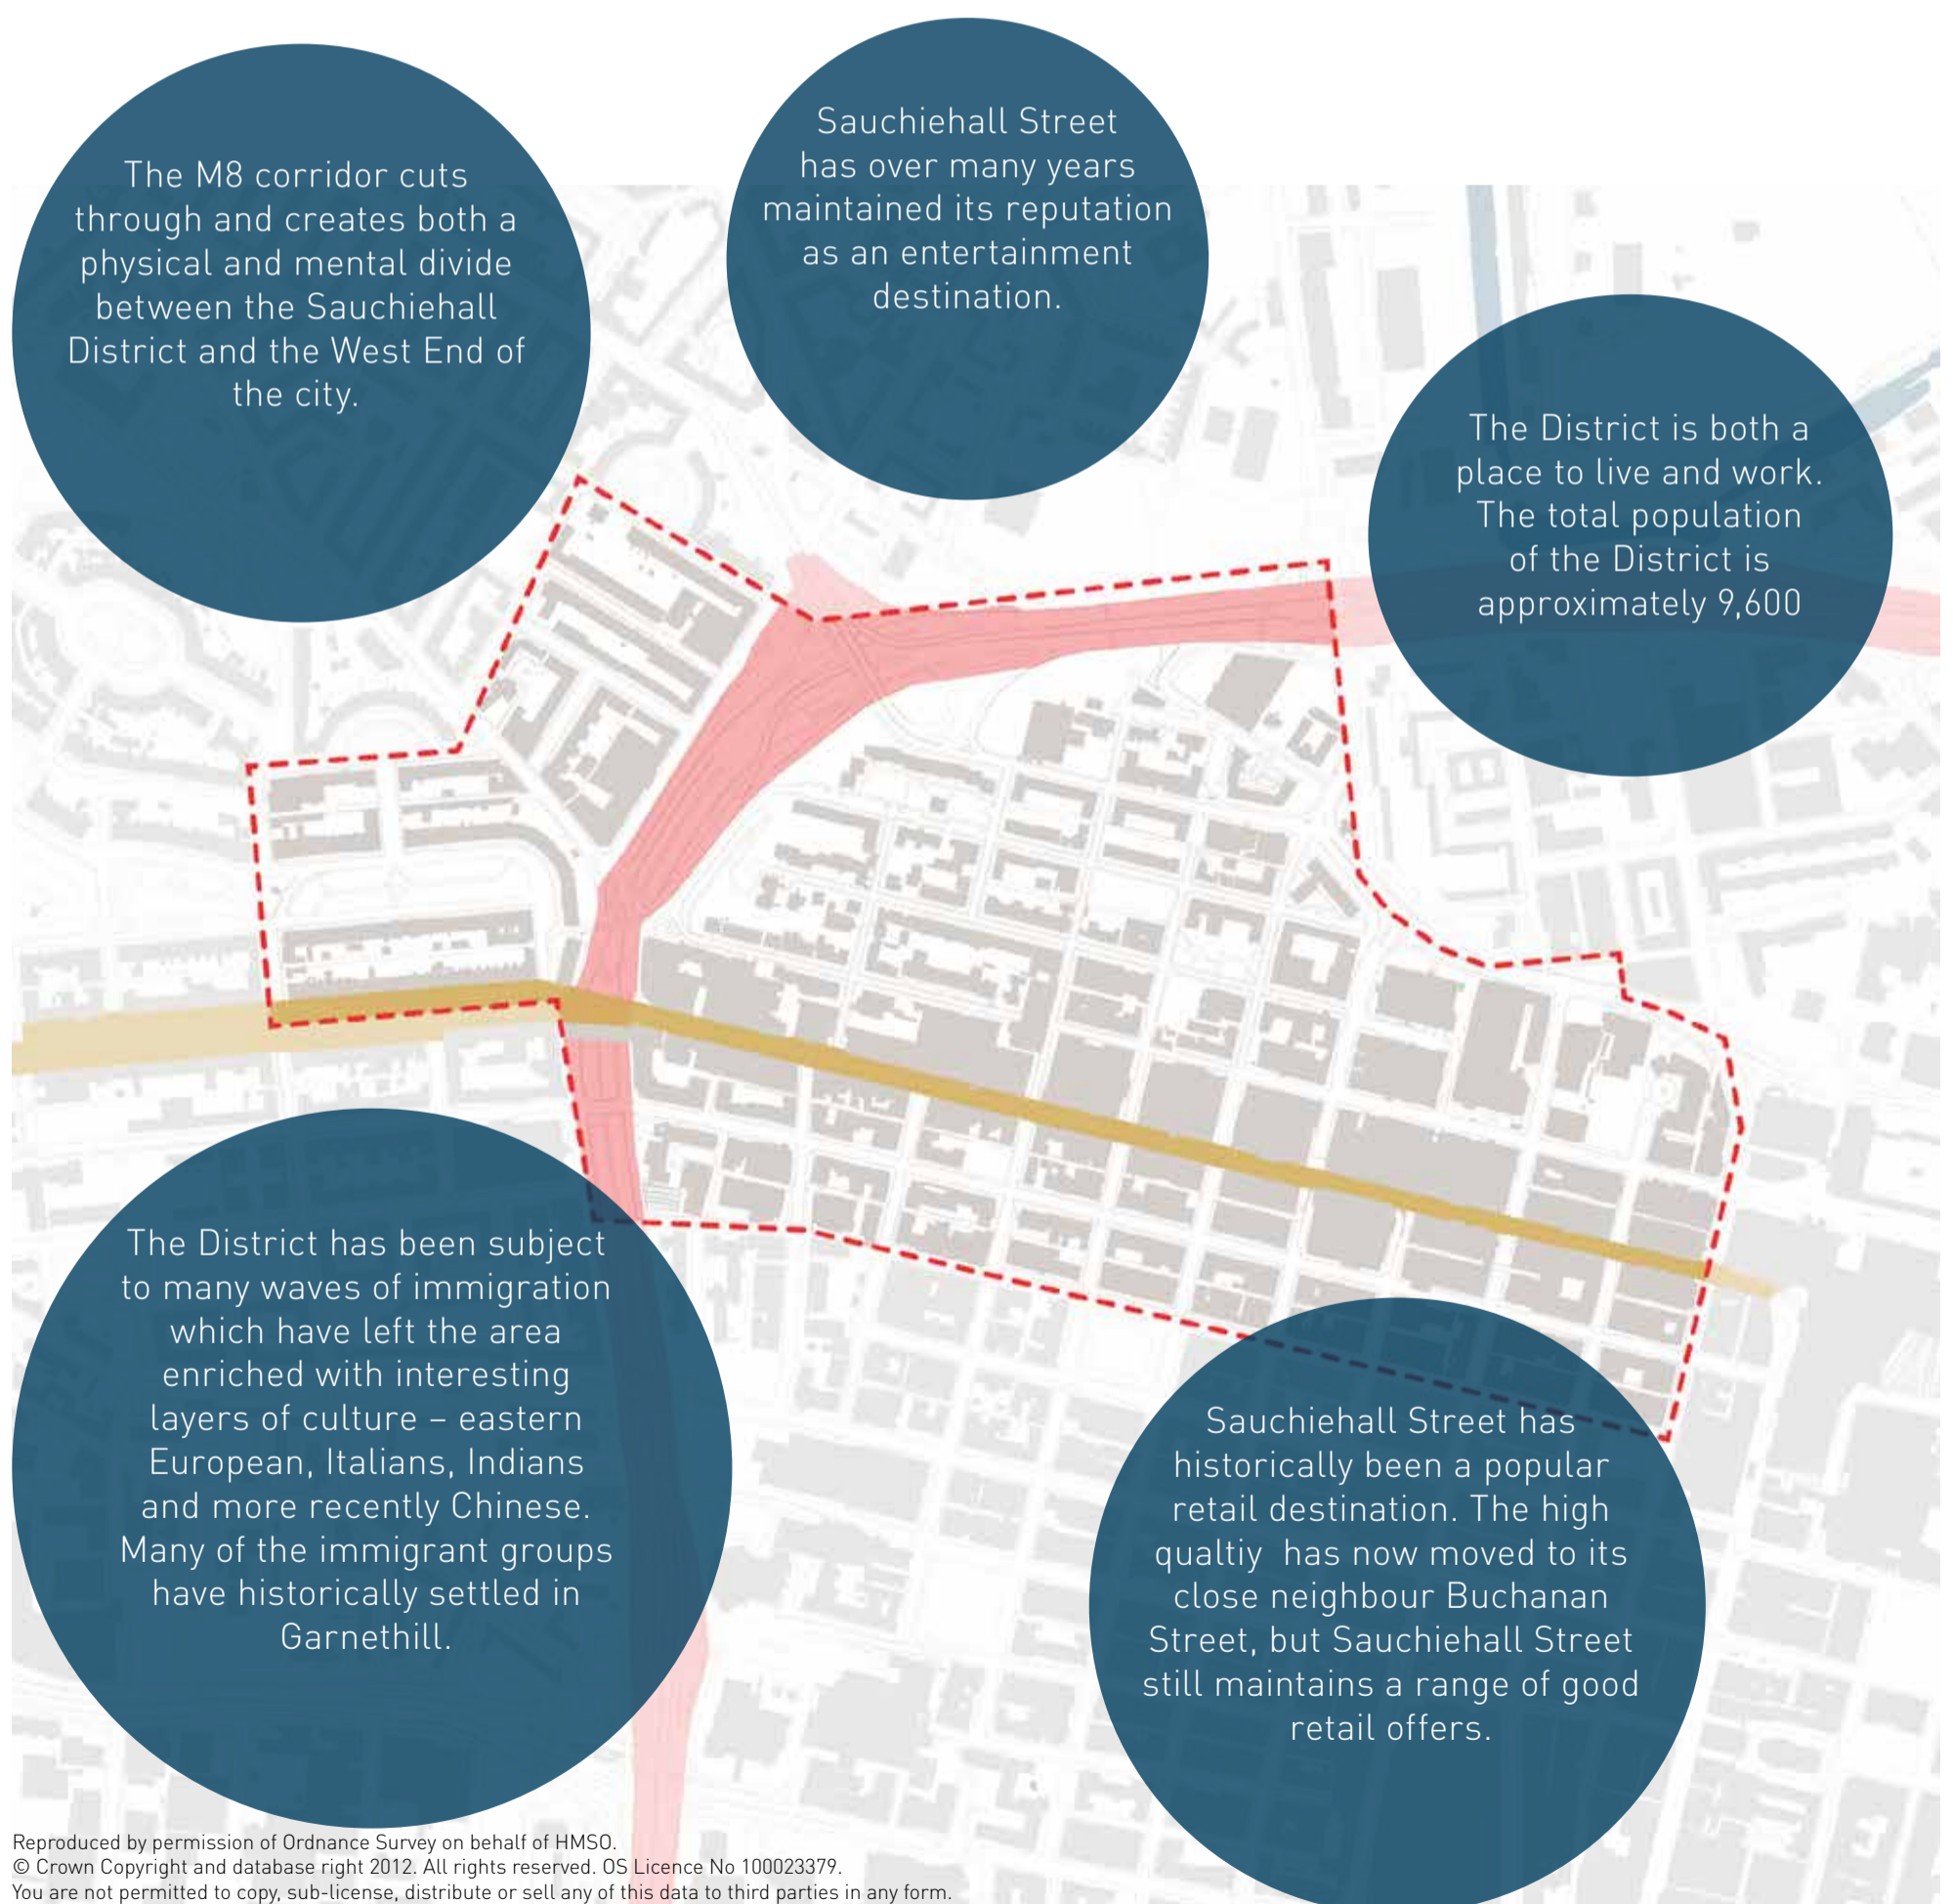 The M8 corridor cuts
through and creates both a
physical and mental divide
between the Sauchiehall
District and the West End of
the city.
Sauchiehall Street
has over many years
maintained its reputation
as an entertainment
destination.
The District is both a
place to live and work.
The total population
of the District is
approximately 9,600
The District has been subject
to many waves of immigration
which have left the area
enriched with interesting
layers of culture – eastern
European, Italians, Indians
and more recently Chinese.
Many of the immigrant groups
have historically settled in
Garnethill.
Sauchiehall Street has
historically been a popular
retail destination. The high
qualtiy has now moved to its
close neighbour Buchanan
Street, but Sauchiehall Street
still maintains a range of good
retail offers.
Reproduced by permission of Ordnance Survey on behalf of HMSO.
© Crown Copyright and database right 2012. All rights reserved. OS Licence No 100023379.
You are not permitted to copy, sub-license, distribute or sell any of this data to third parties in any form.